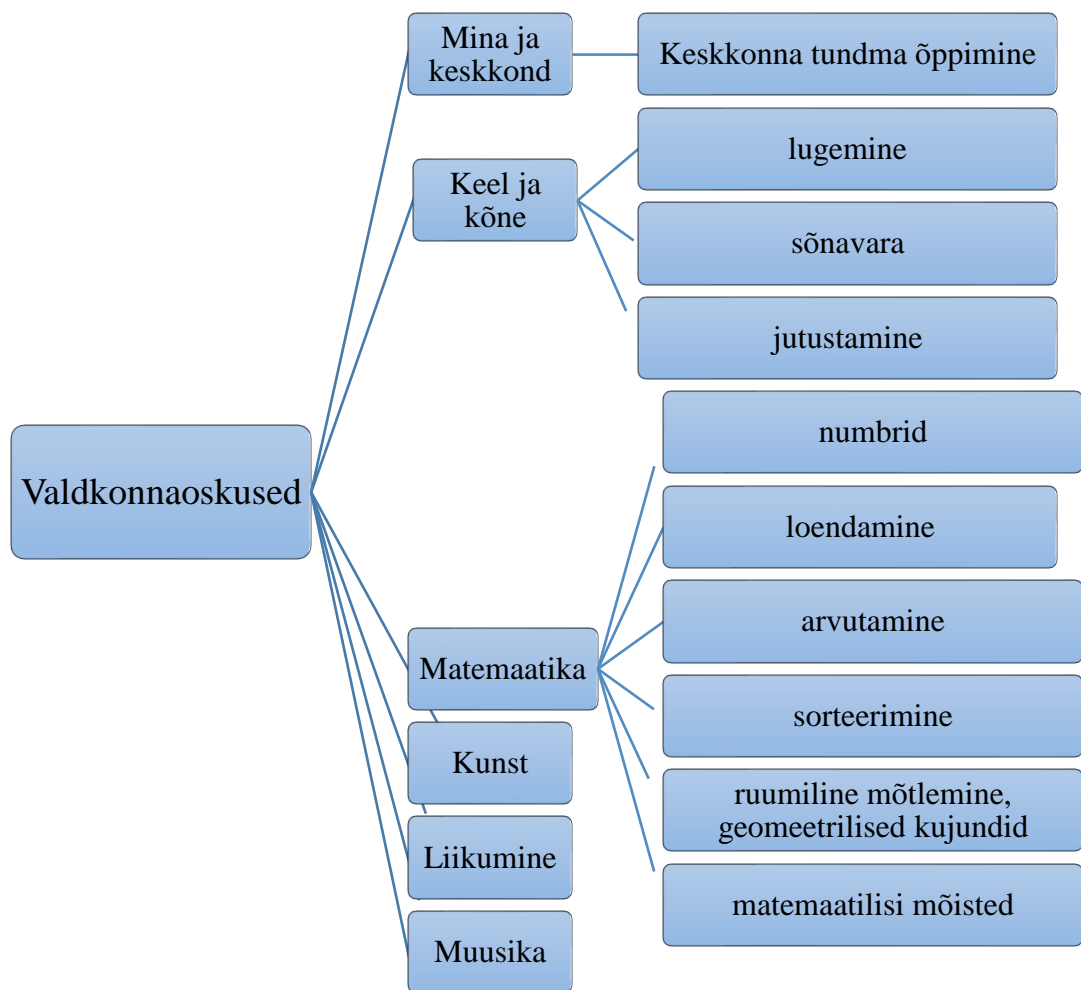 Valdkonnaoskused
Mina ja
keskkond
Keskkonna tundma õppimine
Keel ja
kõne
lugemine
sõnavara
jutustamine
Matemaatika
numbrid
loendamine
arvutamine
sorteerimine
ruumiline mõtlemine,
geomeetrilised kujundid
matemaatilisi mõisted
Kunst
Liikumine
Muusika